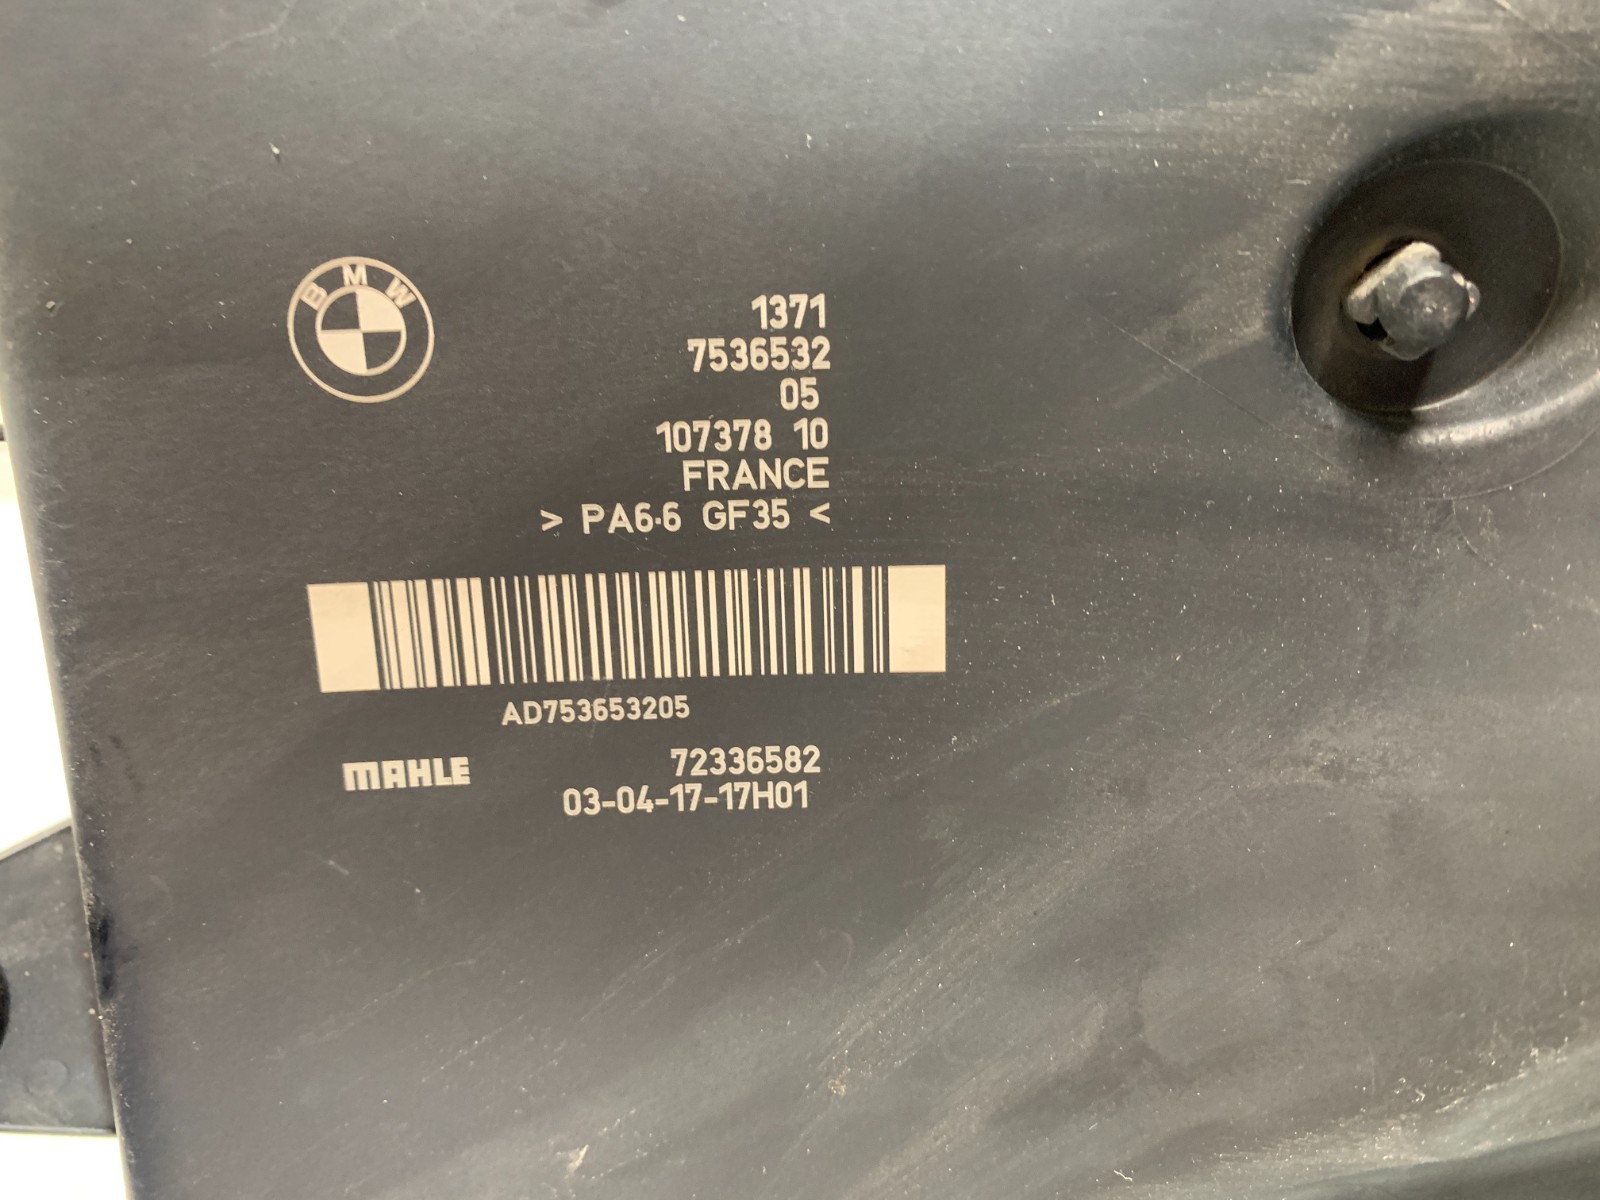 BMW
1371
7536532
05
107378 10
FRANCE
> PA6·6 GF35 <
AD753653205
MAHLE 72336582
03-04-17-17H01